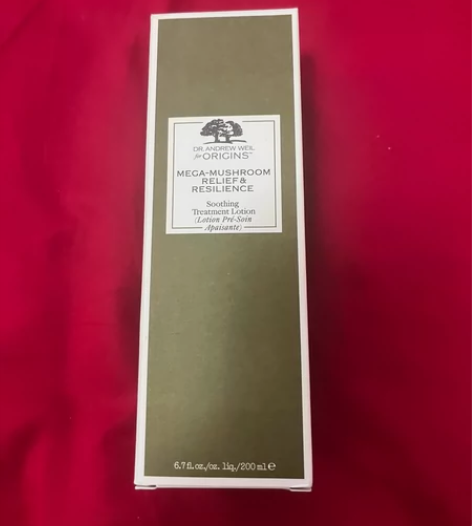 DR. ANDREW WEIL
for ORIGINS™
MEGA-MUSHROOM
RELIEF &
RESILIENCE
Soothing
Treatment Lotion
(Lotion Pré-Soin
Apaisante)
6.7 fl. oz./oz. liq./200 ml ℮